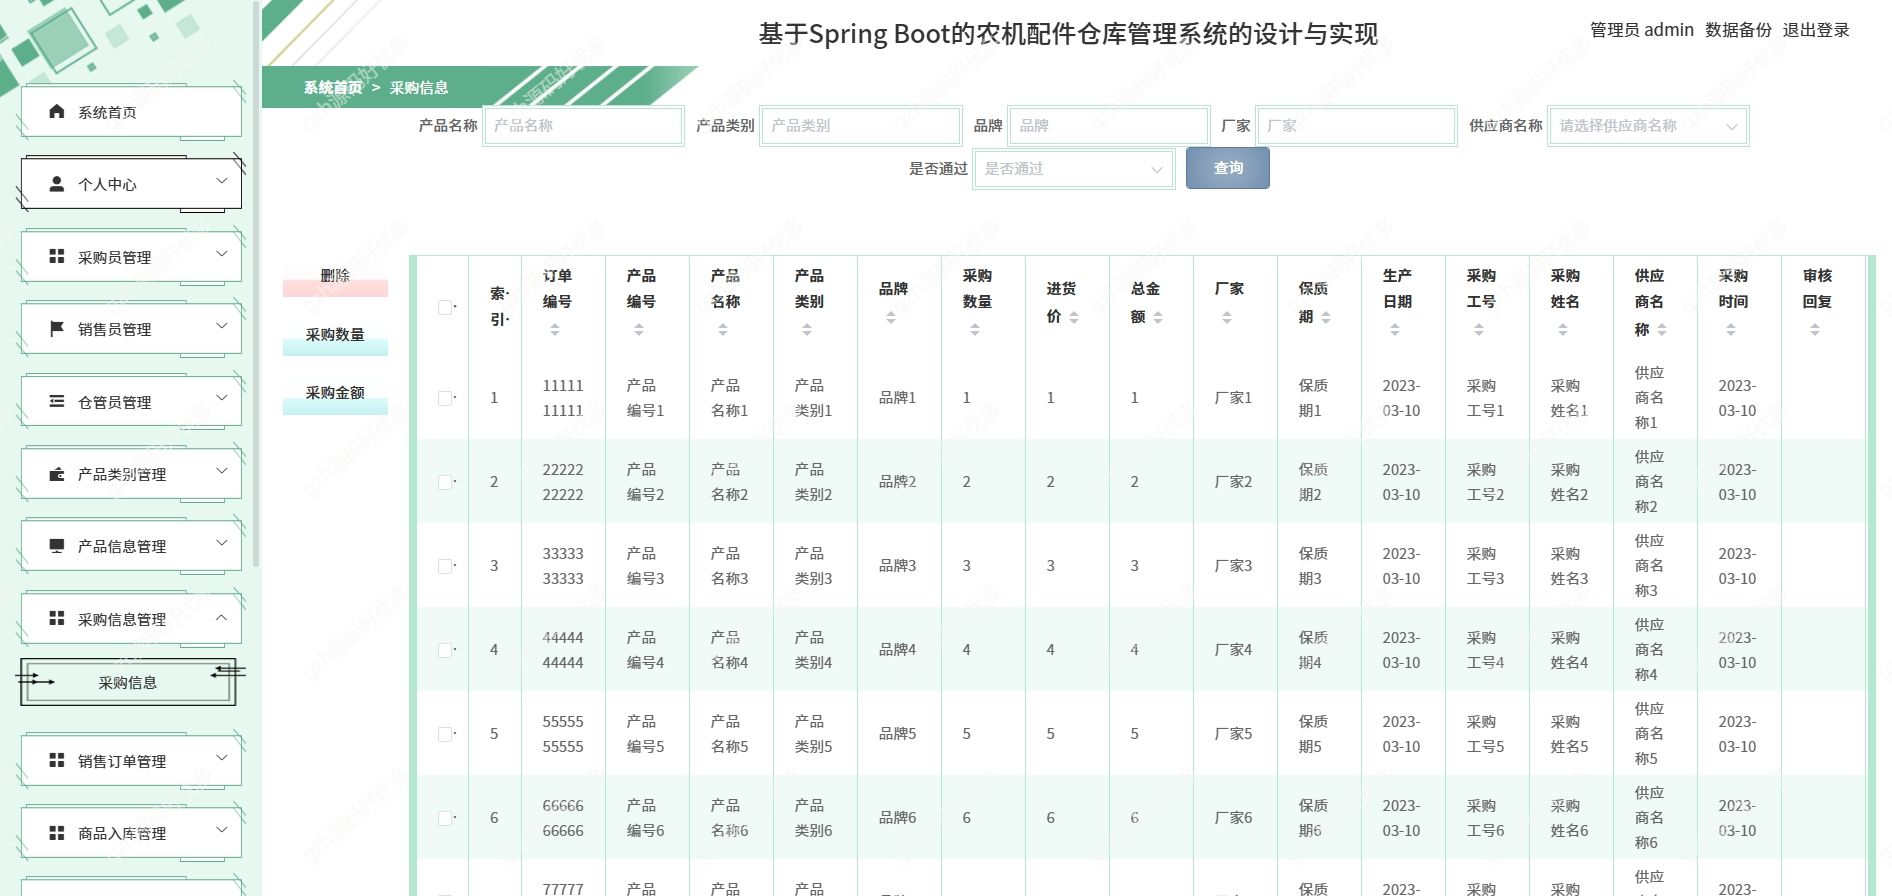 基于Spring Boot的农机配件仓库管理系统的设计与实现
管理员 admin 数据备份 退出登录
系统首页 > 采购信息
系统首页
个人中心
采购员管理
销售员管理
仓管员管理
产品类别管理
产品信息管理
采购信息管理
采购信息
销售订单管理
商品入库管理
产品名称 产品名称 产品类别 产品类别 品牌 品牌 厂家 厂家 供应商名称 请选择供应商名称
是否通过 是否通过 查询
删除
采购数量
采购金额
索引 订单编号 产品编号 产品名称 产品类别 品牌 采购数量 进货价 总金额 厂家 保质期 生产日期 采购工号 采购姓名 供应商名称 采购时间 审核回复
1 1111111111 产品编号1 产品名称1 产品类别1 品牌1 1 1 1 厂家1 保质期1 2023-03-10 采购工号1 采购姓名1 供应商名称1 2023-03-10
2 2222222222 产品编号2 产品名称2 产品类别2 品牌2 2 2 2 厂家2 保质期2 2023-03-10 采购工号2 采购姓名2 供应商名称2 2023-03-10
3 3333333333 产品编号3 产品名称3 产品类别3 品牌3 3 3 3 厂家3 保质期3 2023-03-10 采购工号3 采购姓名3 供应商名称3 2023-03-10
4 4444444444 产品编号4 产品名称4 产品类别4 品牌4 4 4 4 厂家4 保质期4 2023-03-10 采购工号4 采购姓名4 供应商名称4 2023-03-10
5 5555555555 产品编号5 产品名称5 产品类别5 品牌5 5 5 5 厂家5 保质期5 2023-03-10 采购工号5 采购姓名5 供应商名称5 2023-03-10
6 6666666666 产品编号6 产品名称6 产品类别6 品牌6 6 6 6 厂家6 保质期6 2023-03-10 采购工号6 采购姓名6 供应商名称6 2023-03-10
77777 产品 产品 产品 保质 2023- 采购 采购 供应 2023-
gzh源码好优多